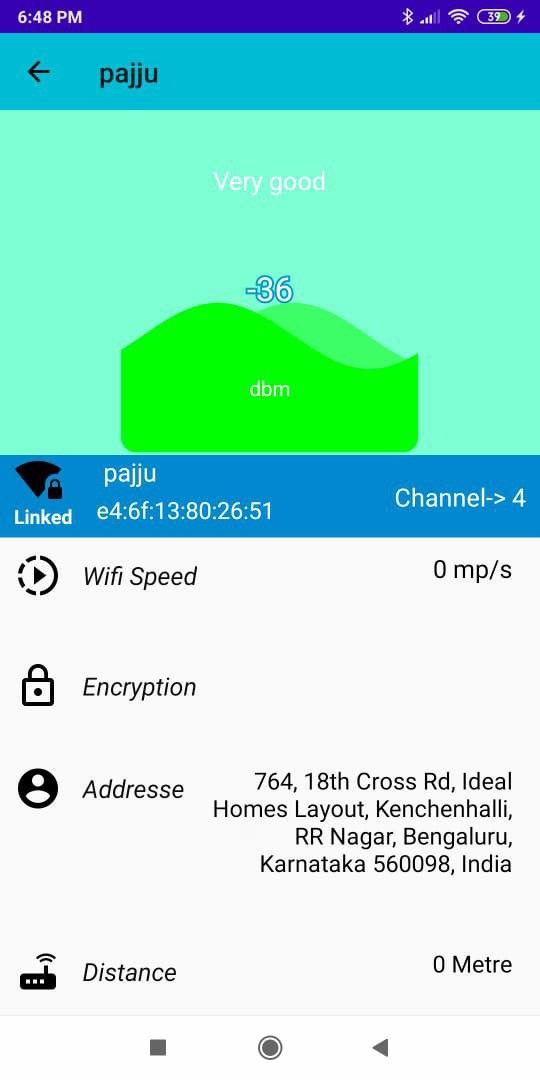 6:48 PM
39
pajju
Very good
-36
dbm
pajju
Linked
e4:6f:13:80:26:51
Channel-> 4
Wifi Speed
0 mp/s
Encryption
Addresse
764, 18th Cross Rd, Ideal
Homes Layout, Kenchenhalli,
RR Nagar, Bengaluru,
Karnataka 560098, India
Distance
0 Metre